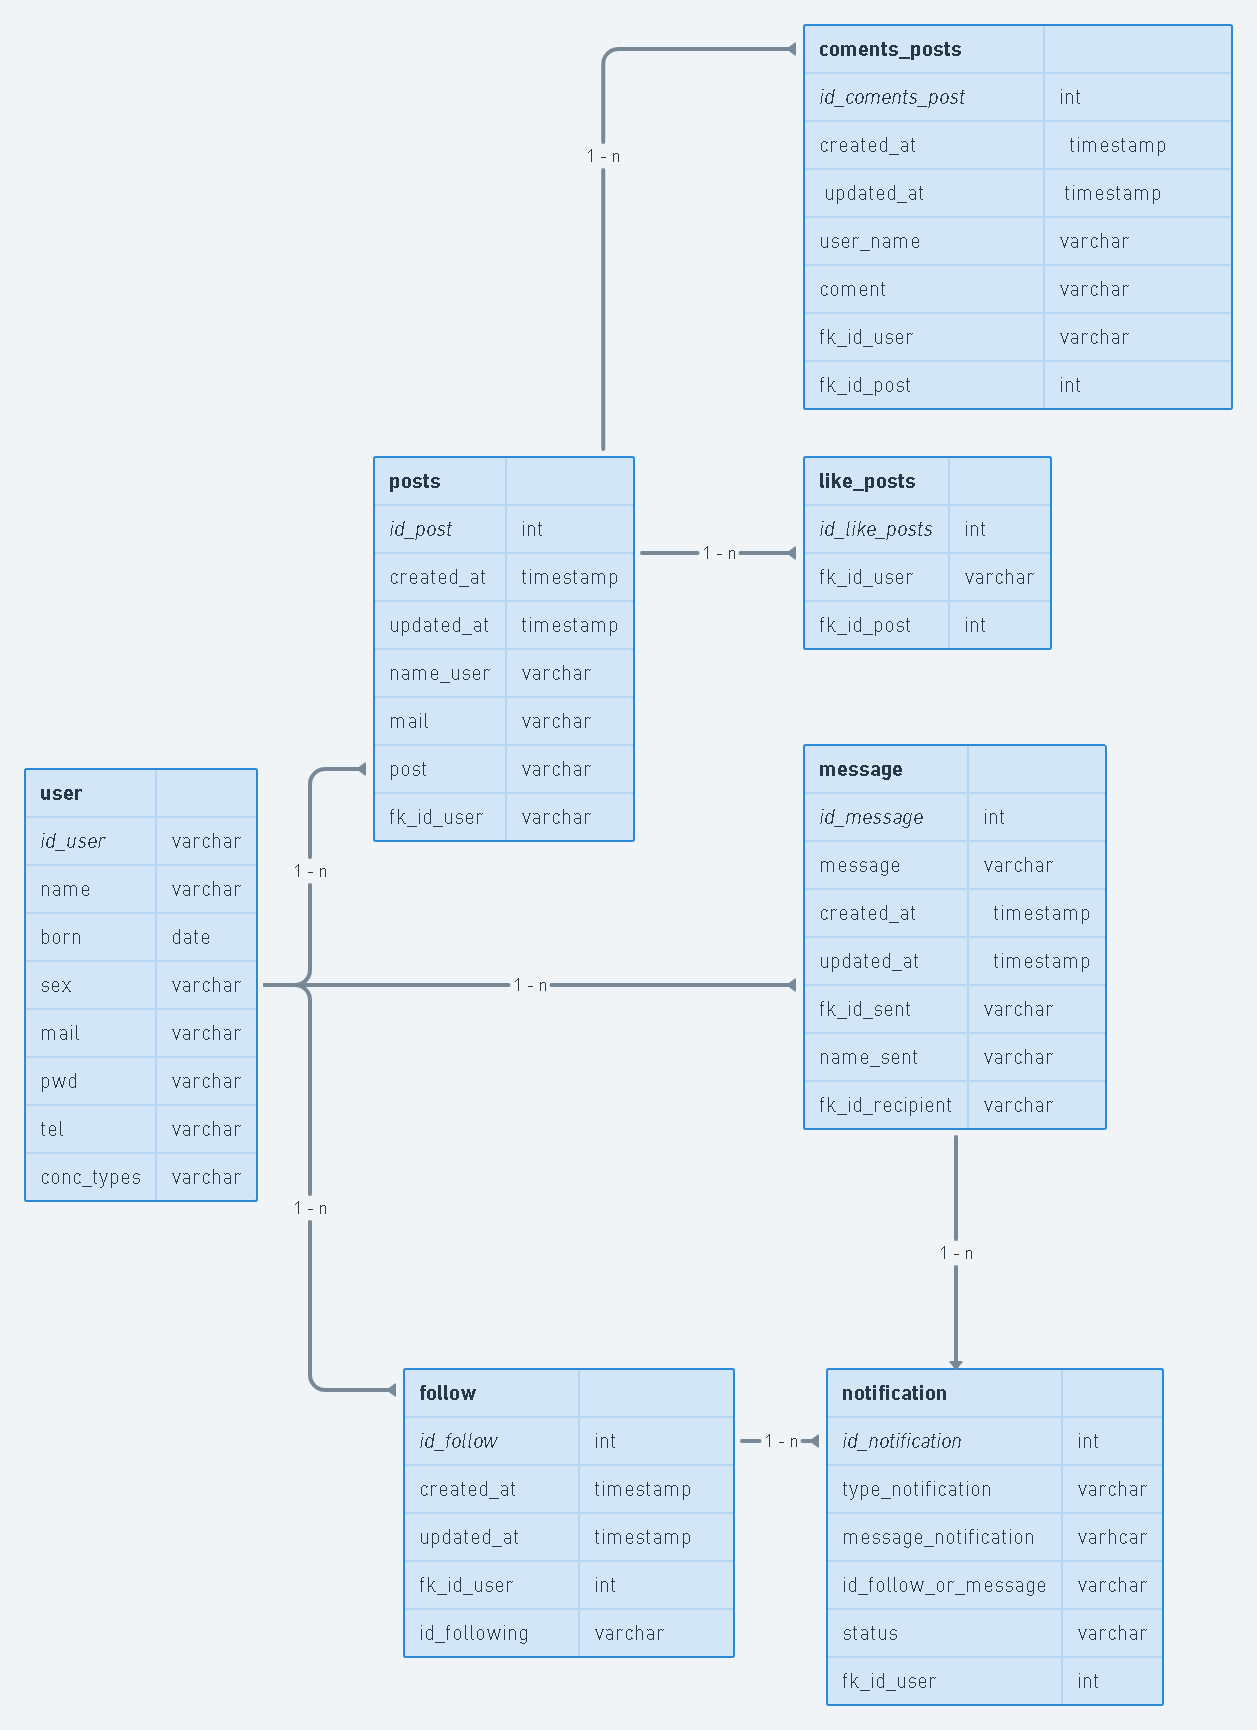 coments_posts
id_coments_post int
created_at timestamp
updated_at timestamp
user_name varchar
coment varchar
fk_id_user varchar
fk_id_post int
1 - n
posts
id_post int
created_at timestamp
updated_at timestamp
name_user varchar
mail varchar
post varchar
fk_id_user varchar
1 - n
like_posts
id_like_posts int
fk_id_user varchar
fk_id_post int
user
id_user varchar
name varchar
born date
sex varchar
mail varchar
pwd varchar
tel varchar
conc_types varchar
1 - n
1 - n
1 - n
message
id_message int
message varchar
created_at timestamp
updated_at timestamp
fk_id_sent varchar
name_sent varchar
fk_id_recipient varchar
1 - n
follow
id_follow int
created_at timestamp
updated_at timestamp
fk_id_user int
id_following varchar
1 - n
notification
id_notification int
type_notification varchar
message_notification varhcar
id_follow_or_message varchar
status varchar
fk_id_user int